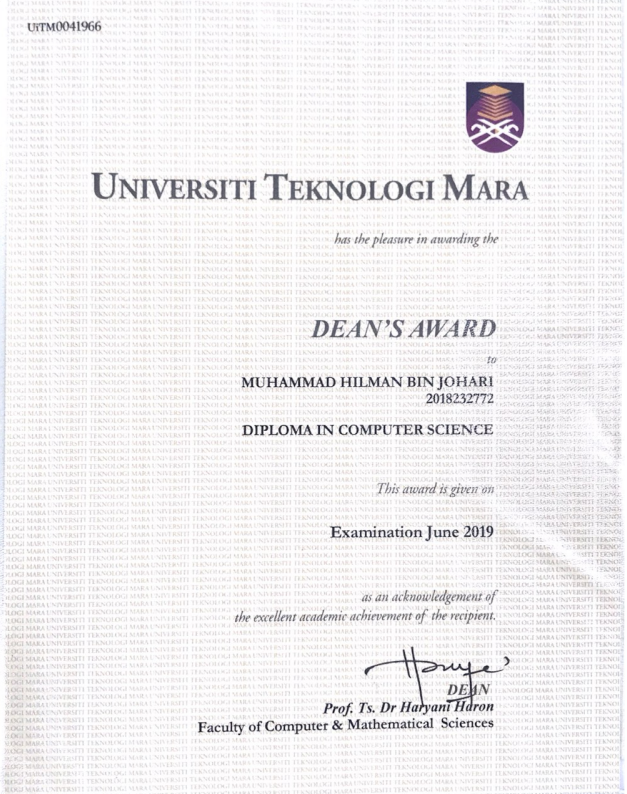 UiTM0041966
UNIVERSITI TEKNOLOGI MARA
has the pleasure in awarding the
DEAN'S AWARD
to
MUHAMMAD HILMAN BIN JOHARI
2018232772
DIPLOMA IN COMPUTER SCIENCE
This award is given on
Examination June 2019
as an acknowledgement of
the excellent academic achievement of the recipient.
DEAN
Prof. Ts. Dr Haryani Haron
Faculty of Computer & Mathematical Sciences